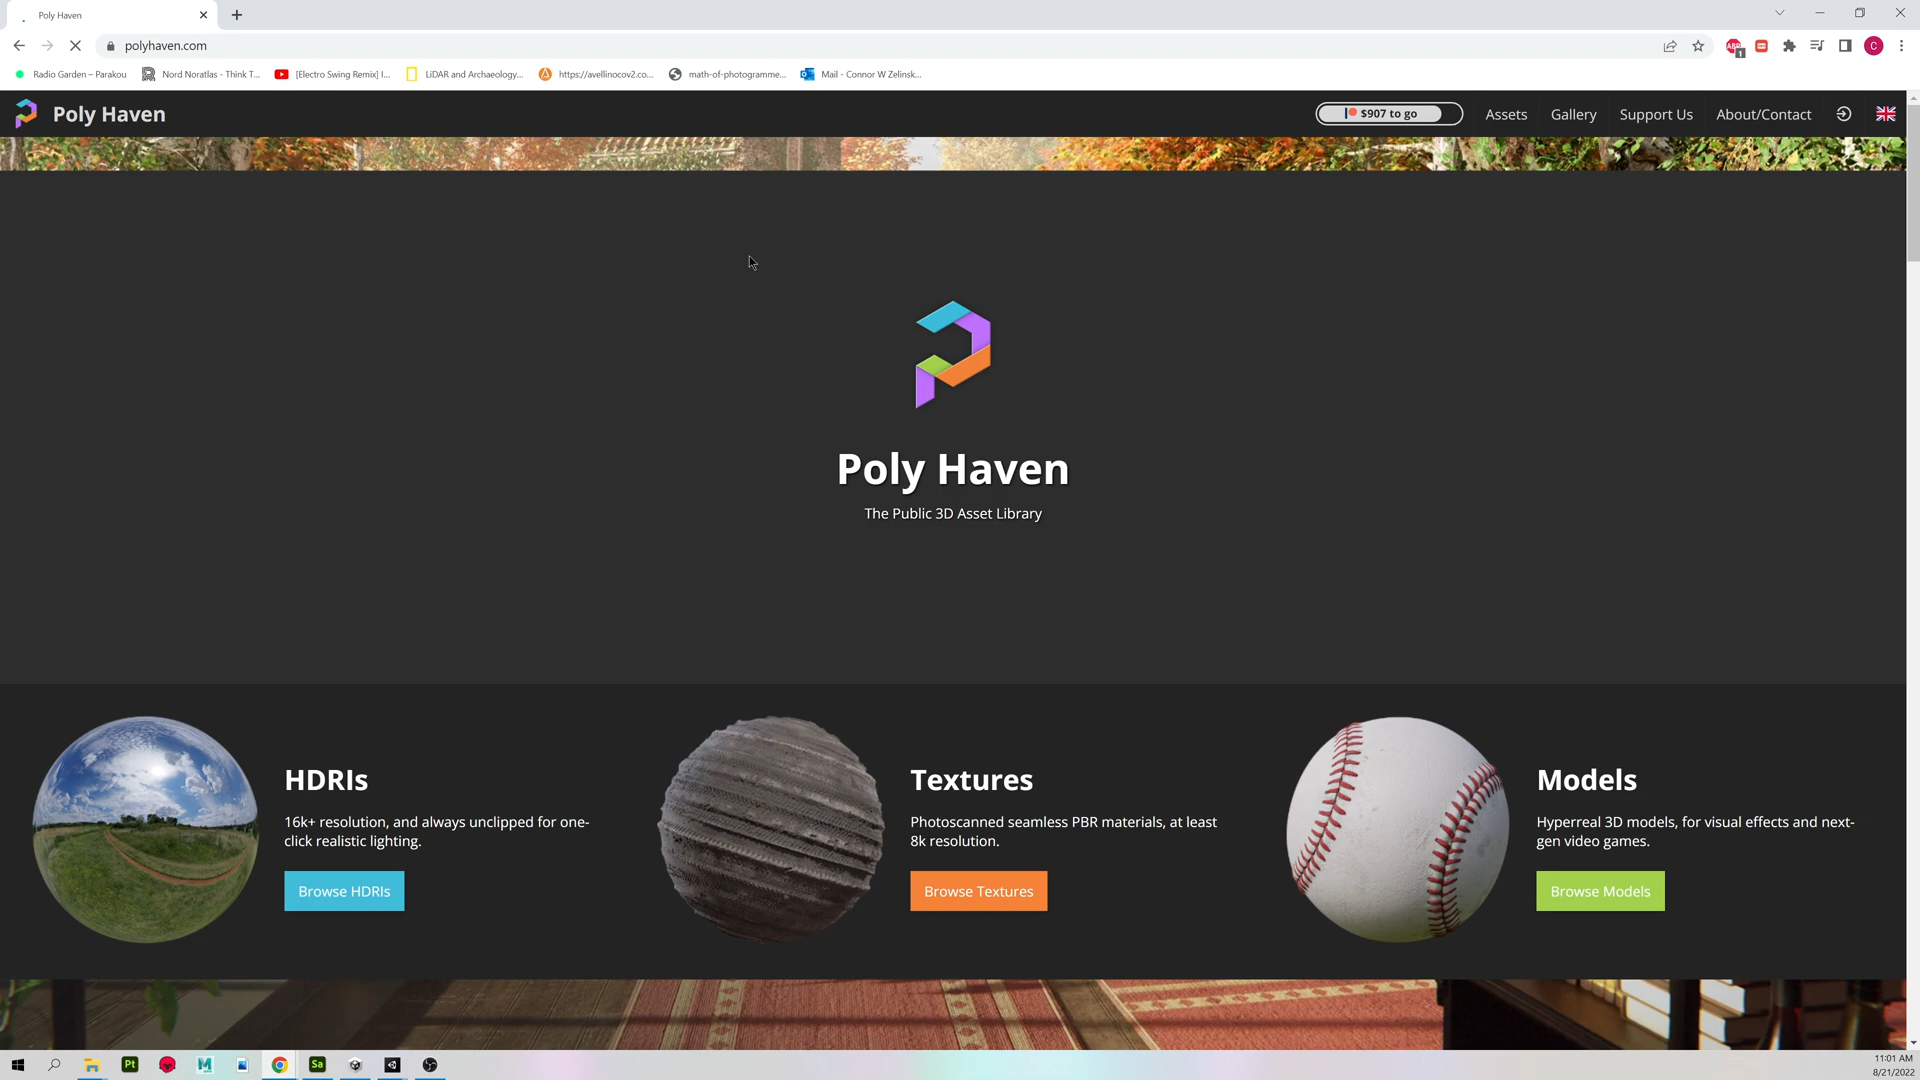 Poly Haven
polyhaven.com
ABP
1
C
Radio Garden – Parakou
Nord Noratlas - Think T...
[Electro Swing Remix] I...
LiDAR and Archaeology...
https://avellinocov2.co...
math-of-photogramme...
Mail - Connor W Zelinsk...
Poly Haven
$907 to go
Assets
Gallery
Support Us
About/Contact
Poly Haven
The Public 3D Asset Library
HDRIs
16k+ resolution, and always unclipped for one-
click realistic lighting.
Browse HDRIs
Textures
Photoscanned seamless PBR materials, at least
8k resolution.
Browse Textures
Models
Hyperreal 3D models, for visual effects and next-
gen video games.
Browse Models
Pt
M
Sa
11:01 AM
8/21/2022